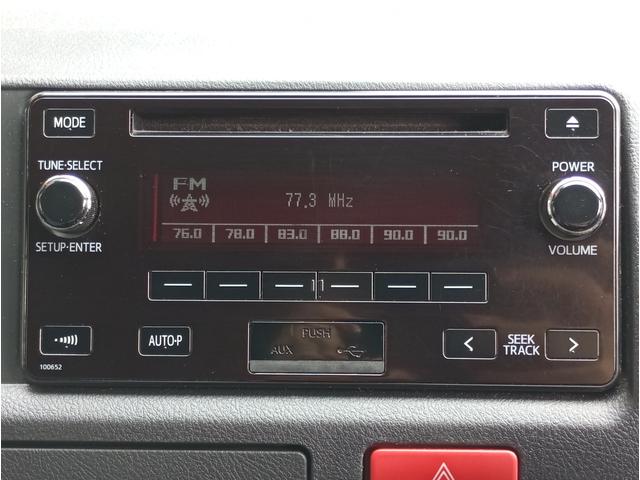 MODE
TUNE·SELECT
POWER
FM
77.3 MHz
76.0 78.0 83.0 88.0 90.0 90.0
SETUP·ENTER
VOLUME
AUTO·P
PUSH
AUX
SEEK
TRACK
100652